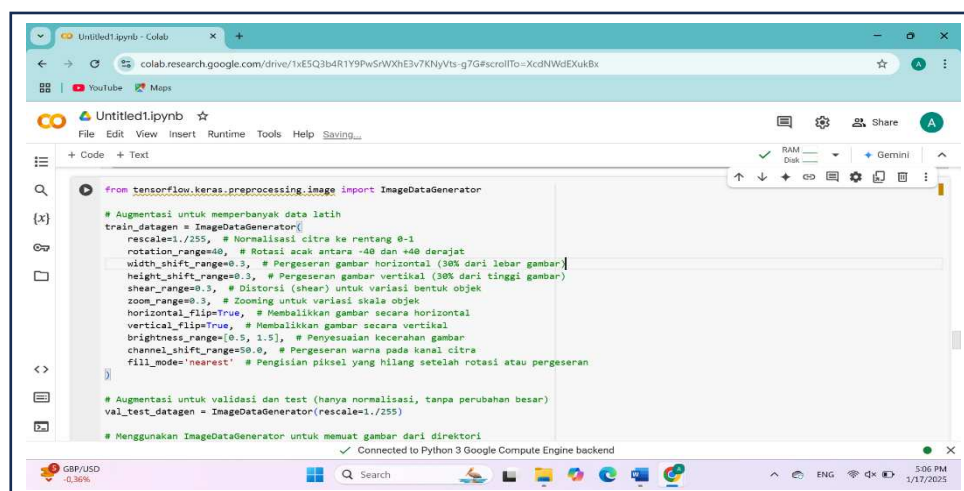 Untitled1.ipynb - Colab
colab.research.google.com/drive/1xE5Q3b4R1Y9PwSrWXhE3v7KNyVts-g7G#scrollTo=XcdNWdEXukBx
A
YouTube Maps
CO Untitled1.ipynb
File Edit View Insert Runtime Tools Help Saving...
Share A
+ Code + Text
RAM
Disk
Gemini
from tensorflow.keras.preprocessing.image import ImageDataGenerator
# Augmentasi untuk memperbanyak data latih
train_datagen = ImageDataGenerator(
rescale=1./255, # Normalisasi citra ke rentang 0-1
rotation_range=40, # Rotasi acak antara -40 dan +40 derajat
width_shift_range=0.3, # Pergeseran gambar horizontal (30% dari lebar gambar)
height_shift_range=0.3, # Pergeseran gambar vertikal (30% dari tinggi gambar)
shear_range=0.3, # Distorsi (shear) untuk variasi bentuk objek
zoom_range=0.3, # Zooming untuk variasi skala objek
horizontal_flip=True, # Membalikkan gambar secara horizontal
vertical_flip=True, # Membalikkan gambar secara vertikal
brightness_range=[0.5, 1.5], # Penyesuaian kecerahan gambar
channel_shift_range=50.0, # Pergeseran warna pada kanal citra
fill_mode='nearest' # Pengisian piksel yang hilang setelah rotasi atau pergeseran
)
# Augmentasi untuk validasi dan test (hanya normalisasi, tanpa perubahan besar)
val_test_datagen = ImageDataGenerator(rescale=1./255)
# Menggunakan ImageDataGenerator untuk memuat gambar dari direktori
Connected to Python 3 Google Compute Engine backend
GBP/USD
-0,36%
Search
ENG
5:06 PM
1/17/2025